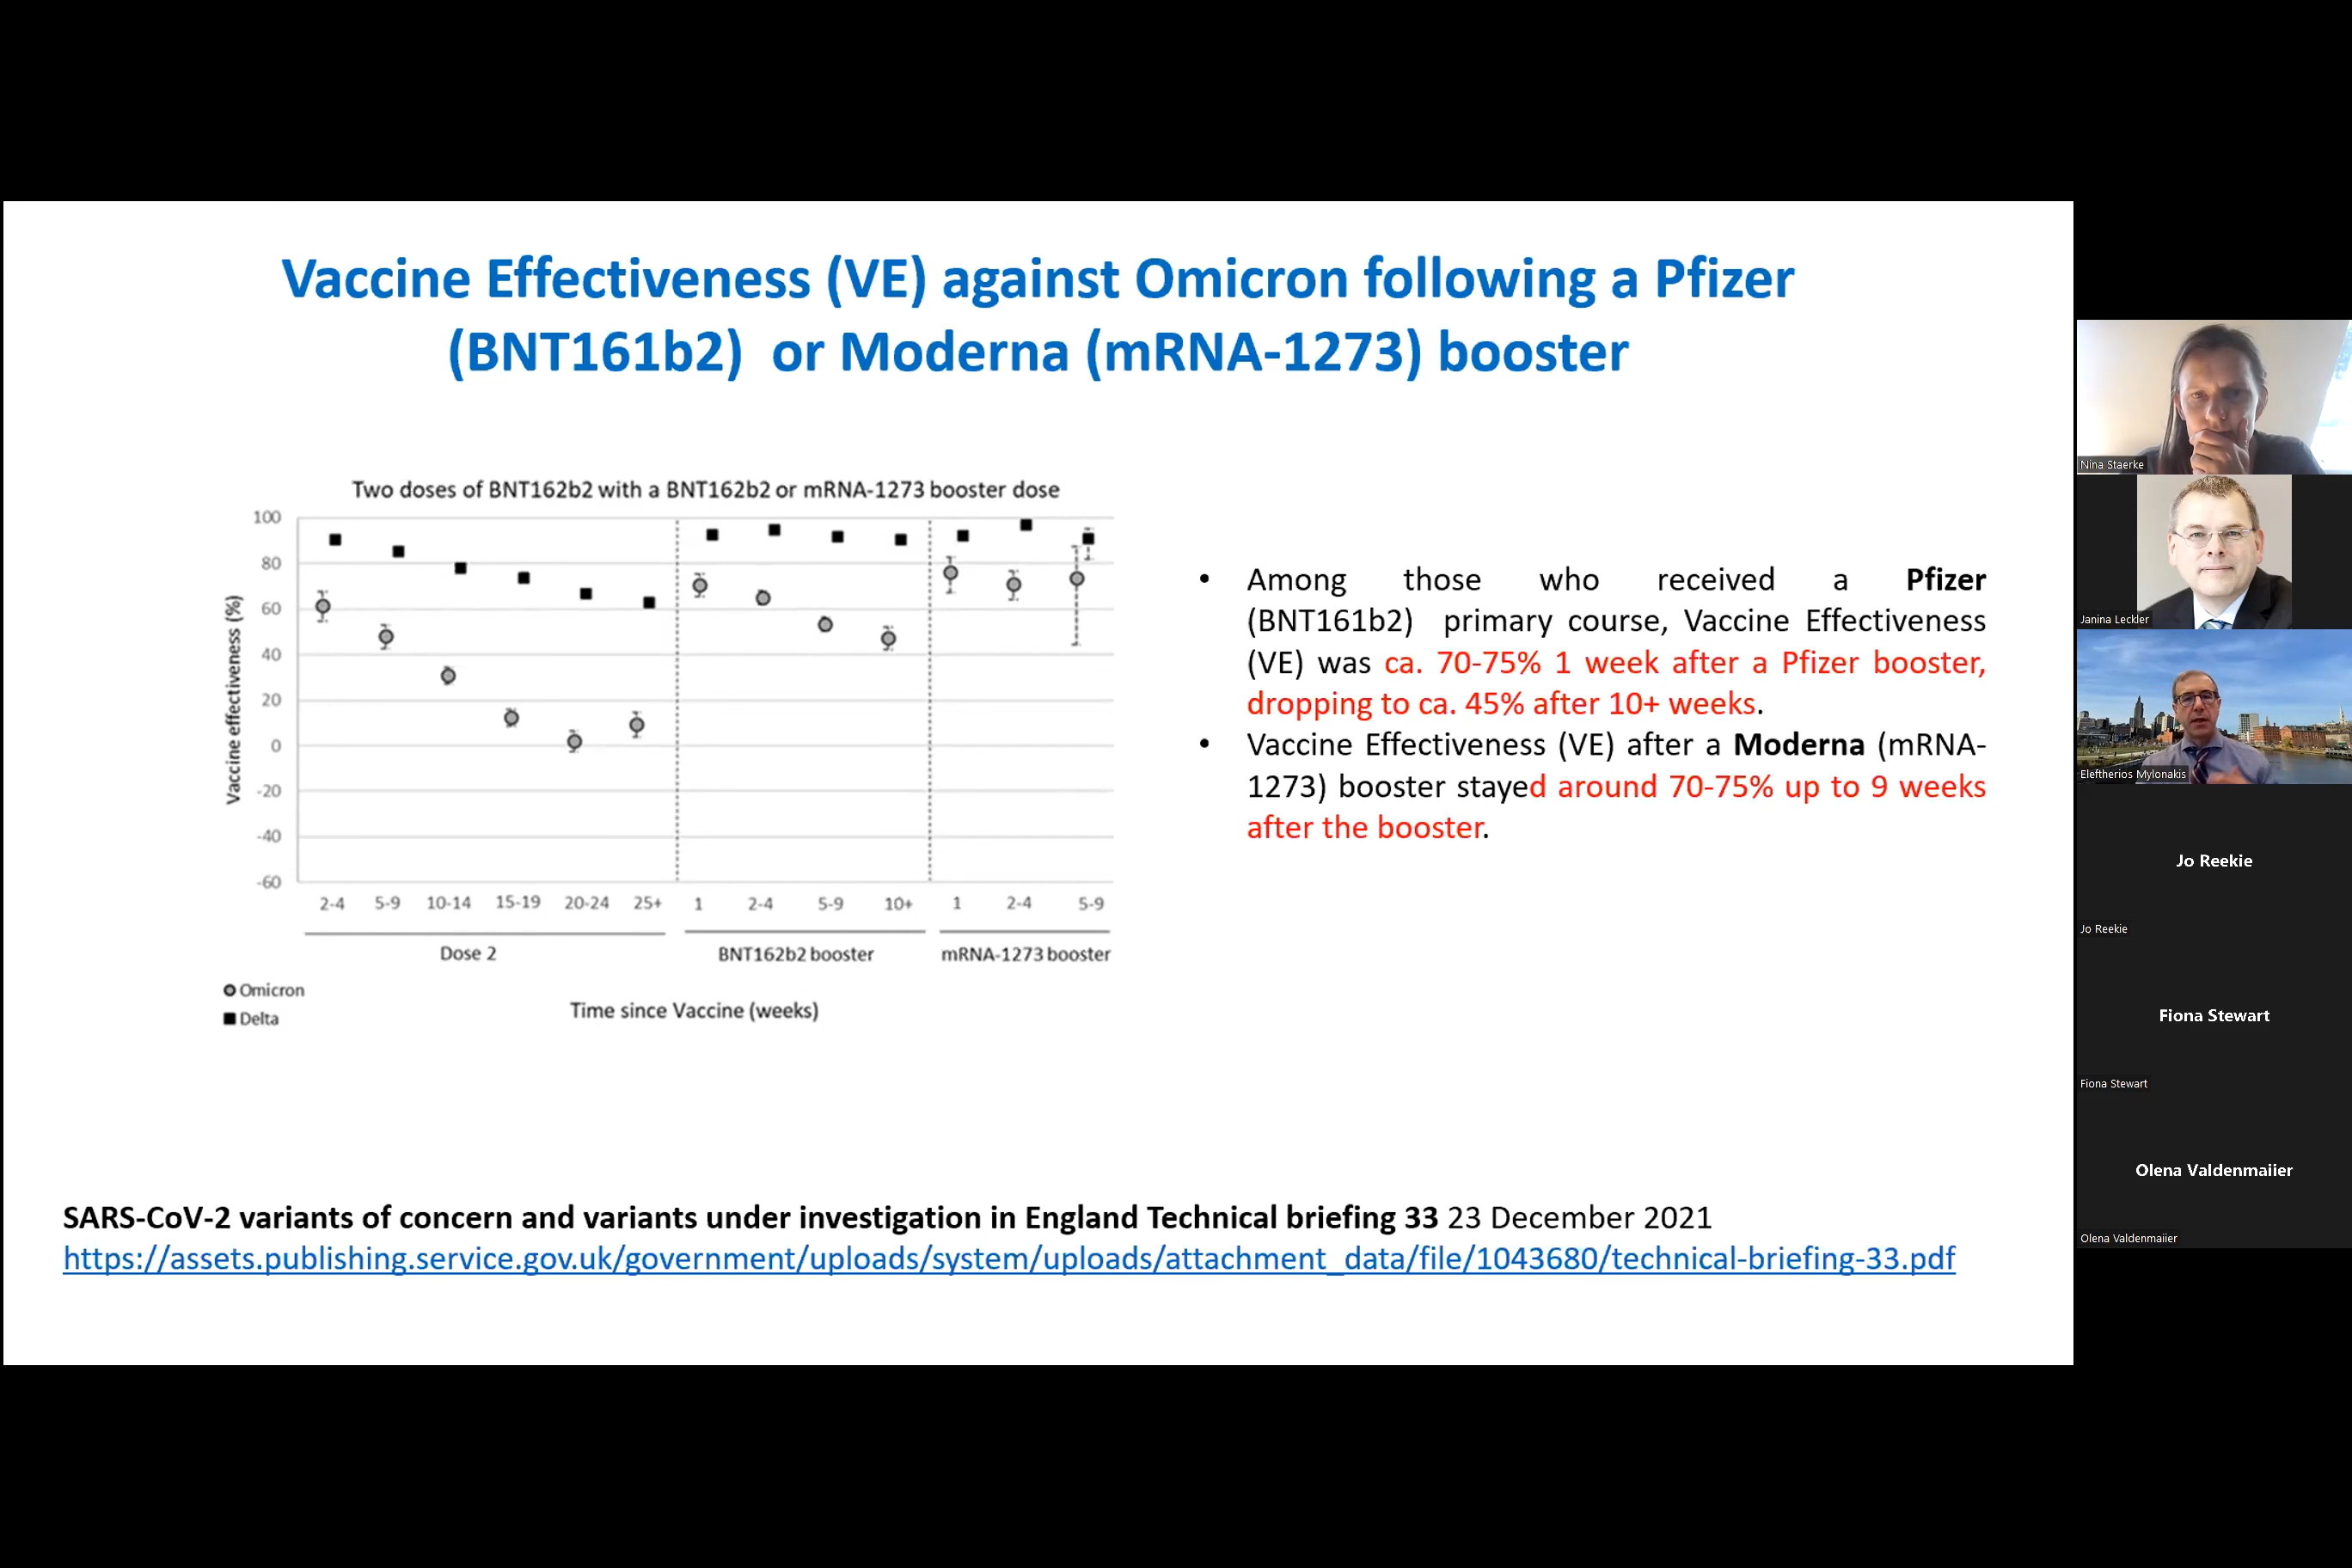 Vaccine Effectiveness (VE) against Omicron following a Pfizer
(BNT161b2) or Moderna (mRNA-1273) booster
Two doses of BNT162b2 with a BNT162b2 or mRNA-1273 booster dose
Vaccine effectiveness (%)
100
80
60
40
20
0
-20
-40
-60
2-4 5-9 10-14 15-19 20-24 25+ 1 2-4 5-9 10+ 1 2-4 5-9
Dose 2 BNT162b2 booster mRNA-1273 booster
Omicron
Delta
Time since Vaccine (weeks)
• Among those who received a Pfizer
(BNT161b2) primary course, Vaccine Effectiveness
(VE) was ca. 70-75% 1 week after a Pfizer booster,
dropping to ca. 45% after 10+ weeks.
• Vaccine Effectiveness (VE) after a Moderna (mRNA-
1273) booster stayed around 70-75% up to 9 weeks
after the booster.
SARS-CoV-2 variants of concern and variants under investigation in England Technical briefing 33 23 December 2021
https://assets.publishing.service.gov.uk/government/uploads/system/uploads/attachment_data/file/1043680/technical-briefing-33.pdf
Nina Staerke
Janina Leckler
Eleftherios Mylonakis
Jo Reekie
Jo Reekie
Fiona Stewart
Fiona Stewart
Olena Valdenmaiier
Olena Valdenmaiier